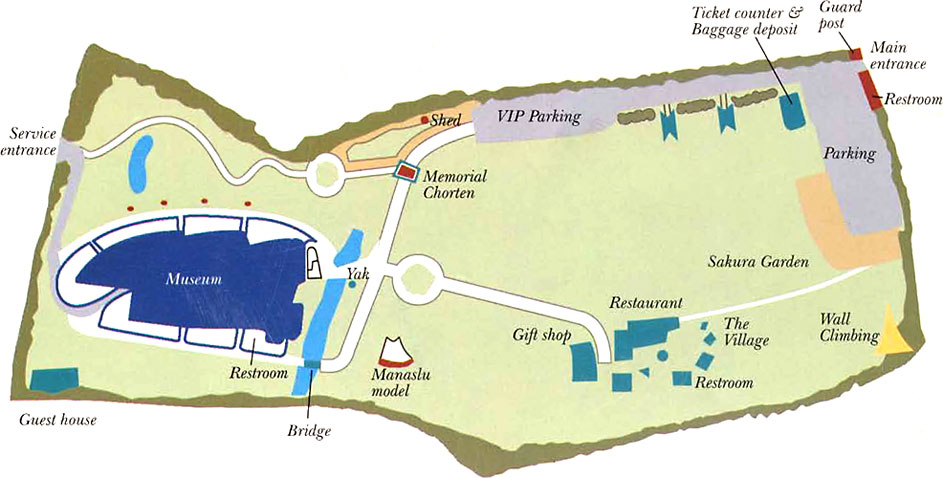 Ticket counter &
Baggage deposit
Guard
post
Main
entrance
Restroom
Service
entrance
Shed
VIP Parking
Parking
Memorial
Chorten
Museum
Yak
Sakura Garden
Restaurant
Gift shop
The
Village
Wall
Climbing
Restroom
Manaslu
model
Restroom
Guest house
Bridge